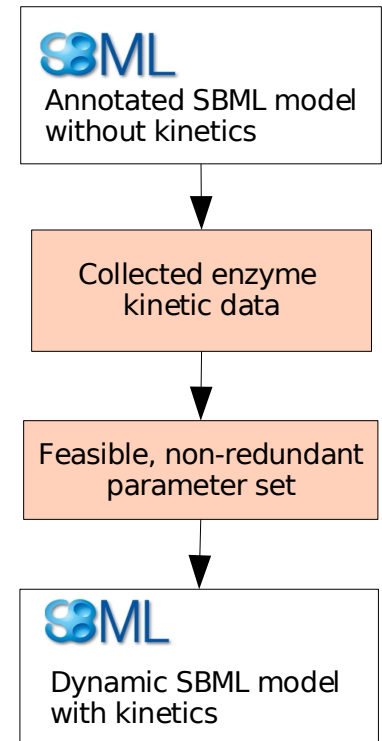 SBML
Annotated SBML model
without kinetics
Collected enzyme
kinetic data
Feasible, non-redundant
parameter set
SBML
Dynamic SBML model
with kinetics